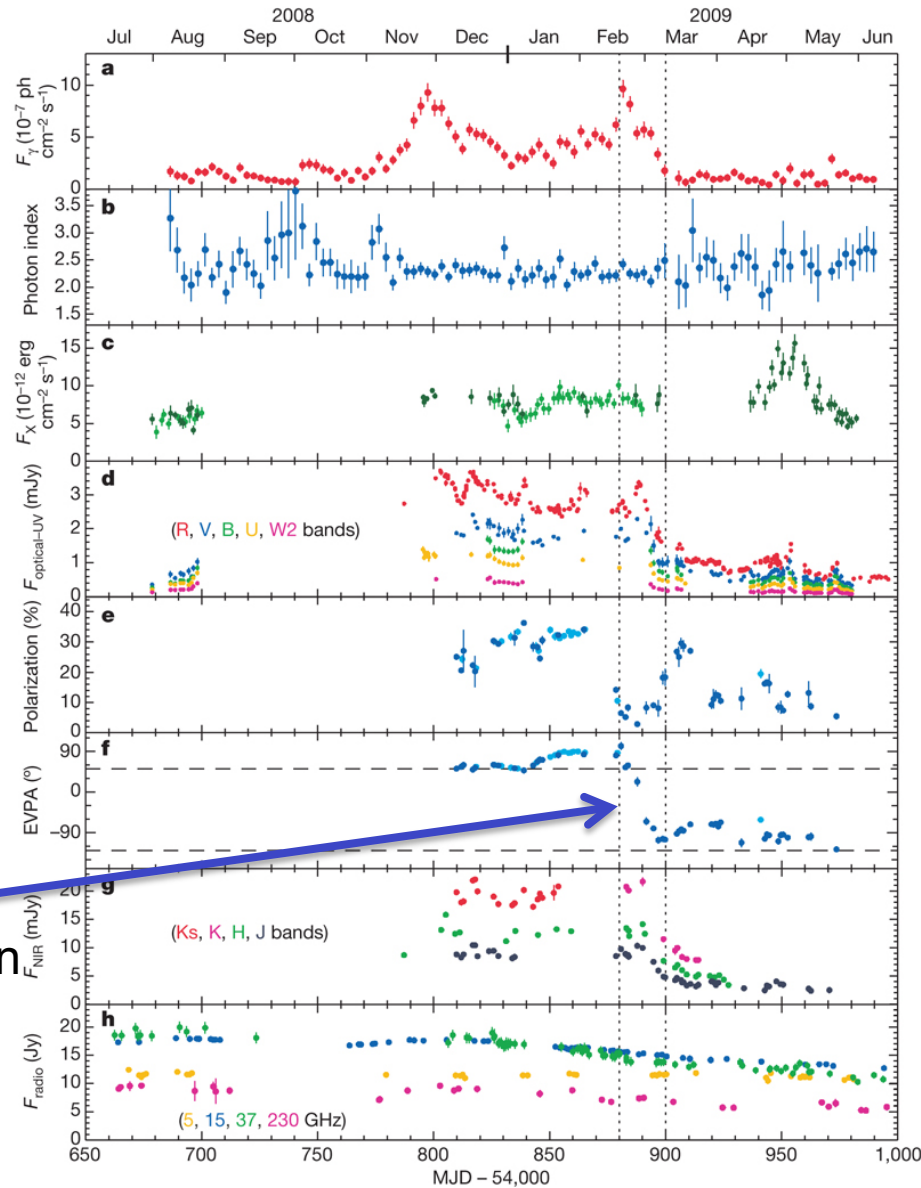 2008 2009
Jul Aug Sep Oct Nov Dec Jan Feb Mar Apr May Jun
a
Fγ (10⁻⁷ ph cm⁻² s⁻¹)
10
5
0
b
Photon index
3.5
3.0
2.5
2.0
1.5
c
FX (10⁻¹² erg cm⁻² s⁻¹)
15
10
5
0
d
Foptical–UV (mJy)
3
2
1
0
(R, V, B, U, W2 bands)
e
Polarization (%)
40
30
20
10
0
f
EVPA (°)
90
0
−90
g
FNIR (mJy)
20
15
10
5
0
(Ks, K, H, J bands)
n
h
Fradio (Jy)
20
15
10
5
0
(5, 15, 37, 230 GHz)
650 700 750 800 850 900 950 1,000
MJD – 54,000